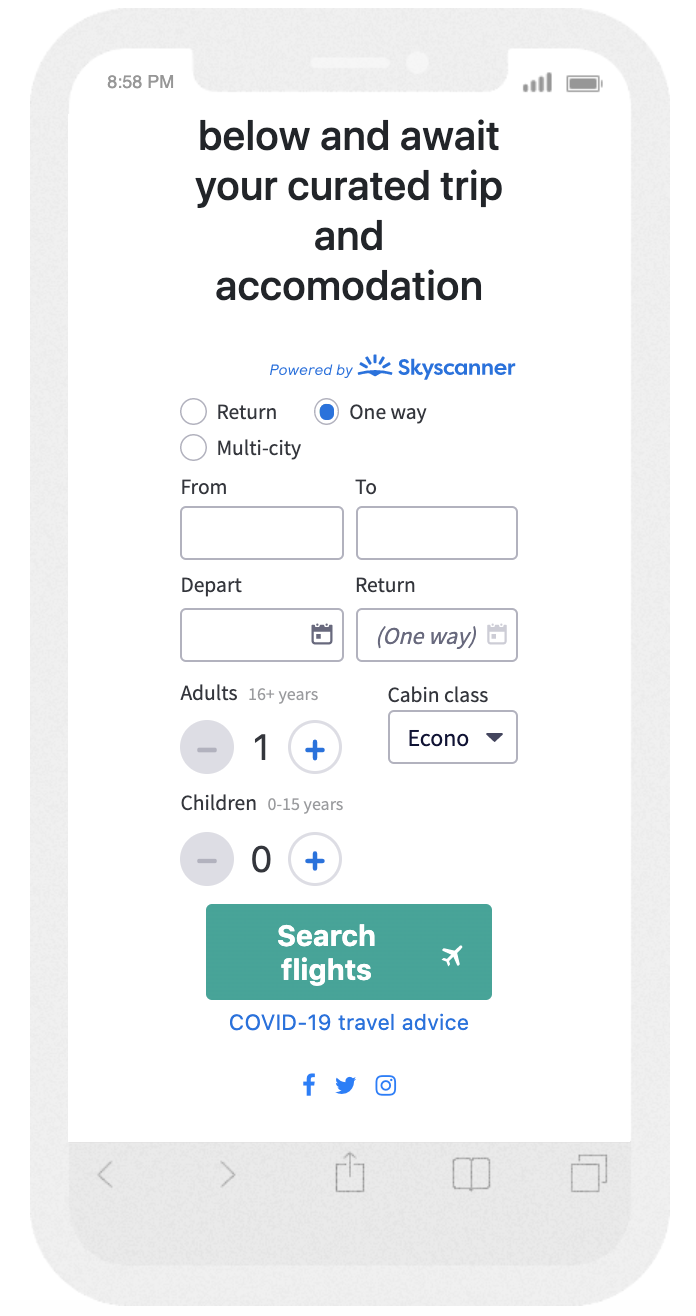 8:58 PM
below and await
your curated trip
and
accomodation
Powered by Skyscanner
Return One way
Multi-city
From To
Depart Return
(One way)
Adults 16+ years Cabin class
1 Econo
Children 0-15 years
0
Search
flights
COVID-19 travel advice